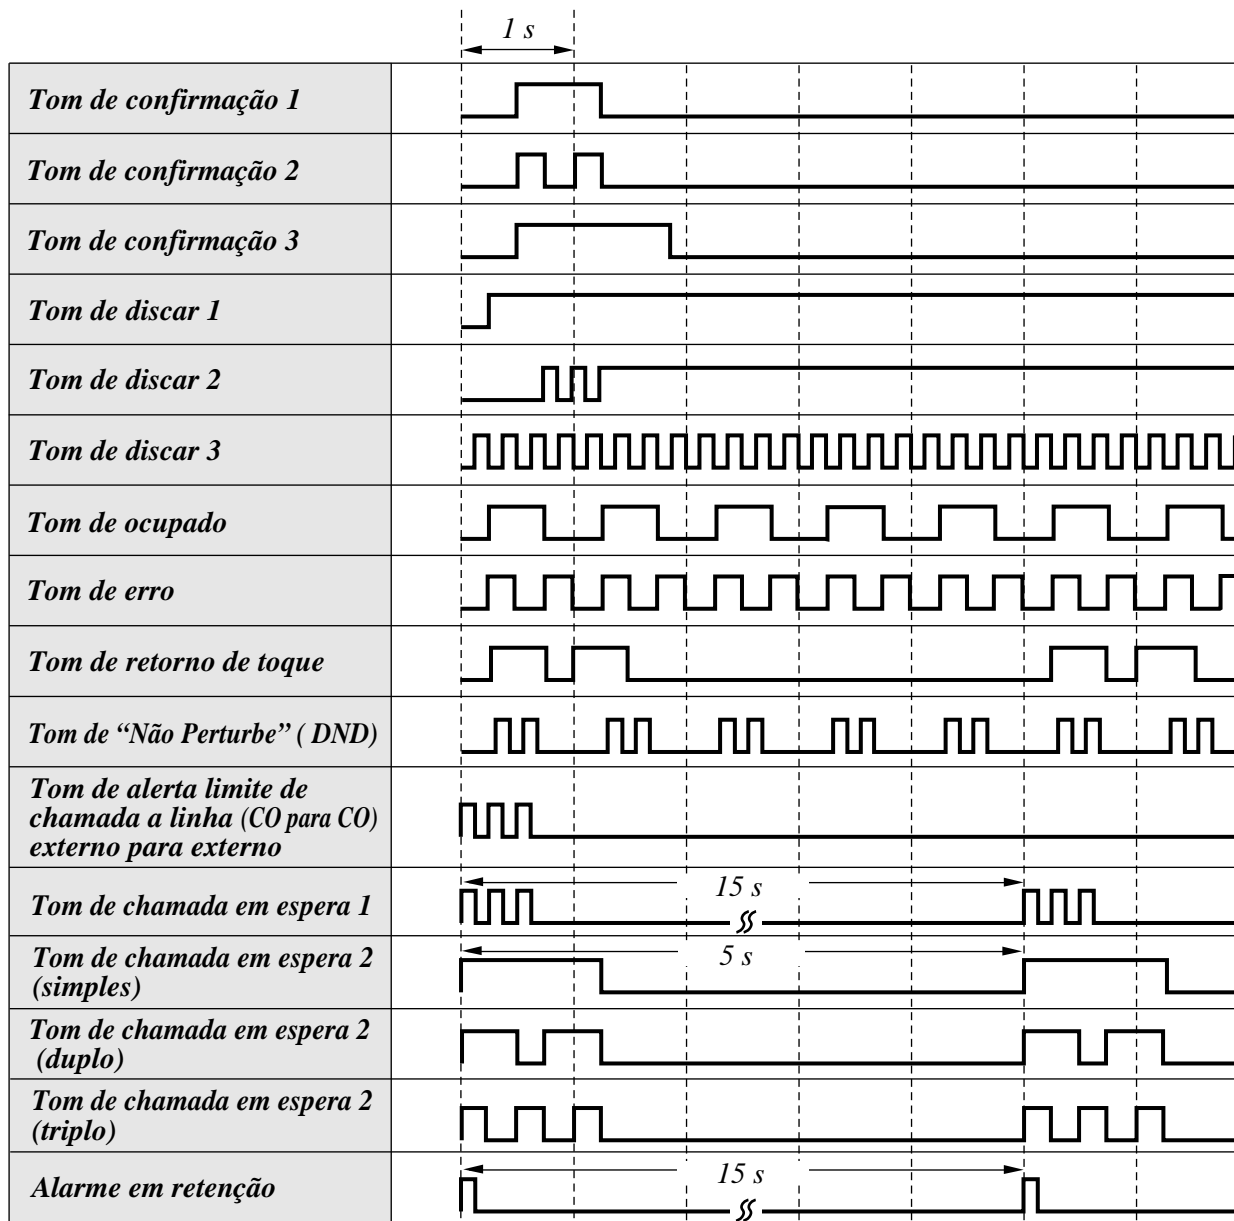 1 s
Tom de confirmação 1
Tom de confirmação 2
Tom de confirmação 3
Tom de discar 1
Tom de discar 2
Tom de discar 3
Tom de ocupado
Tom de erro
Tom de retorno de toque
Tom de “Não Perturbe” ( DND)
Tom de alerta limite de
chamada a linha (CO para CO)
externo para externo
Tom de chamada em espera 1
15 s
Tom de chamada em espera 2
(simples)
5 s
Tom de chamada em espera 2
(duplo)
Tom de chamada em espera 2
(triplo)
Alarme em retenção
15 s